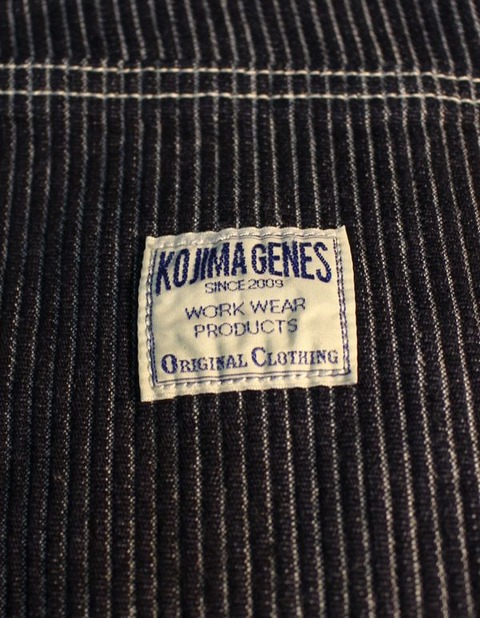 KOJIMA GENES
SINCE 2009
WORK WEAR
PRODUCTS
ORIGINAL CLOTHING